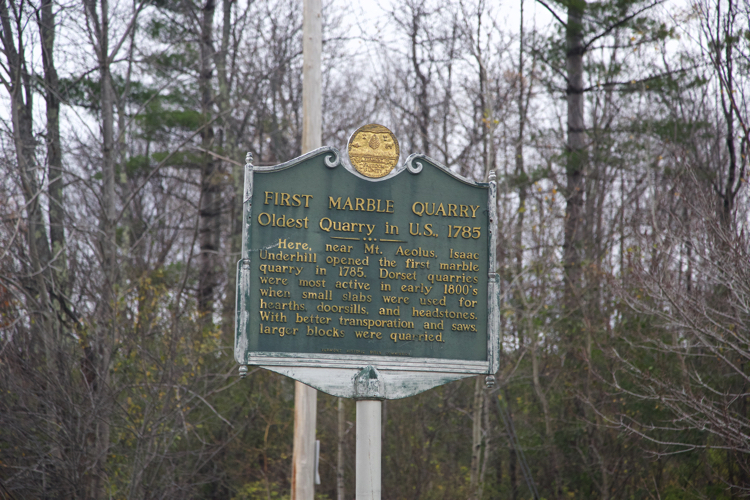 FIRST MARBLE QUARRY
Oldest Quarry in U.S., 1785
Here, near Mt. Aeolus, Isaac
Underhill opened the first marble
quarry in 1785. Dorset quarries
were most active in early 1800's
when small slabs were used for
hearths, doorsills, and headstones.
With better transporation and saws,
larger blocks were quarried.